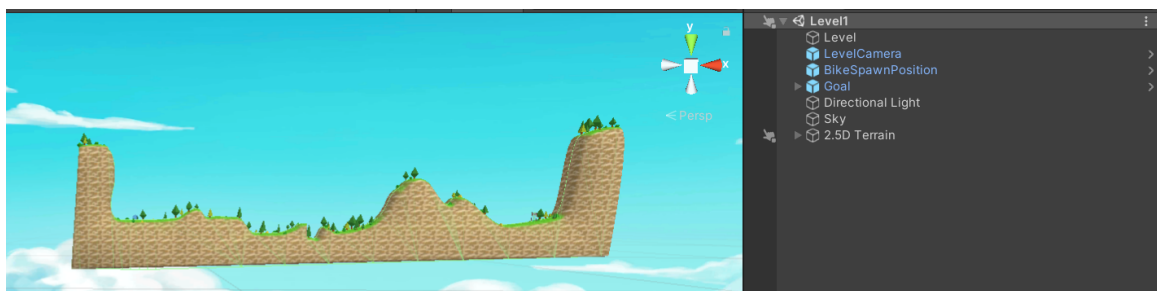 y
x
Persp
Level1
Level
LevelCamera
BikeSpawnPosition
Goal
Directional Light
Sky
2.5D Terrain